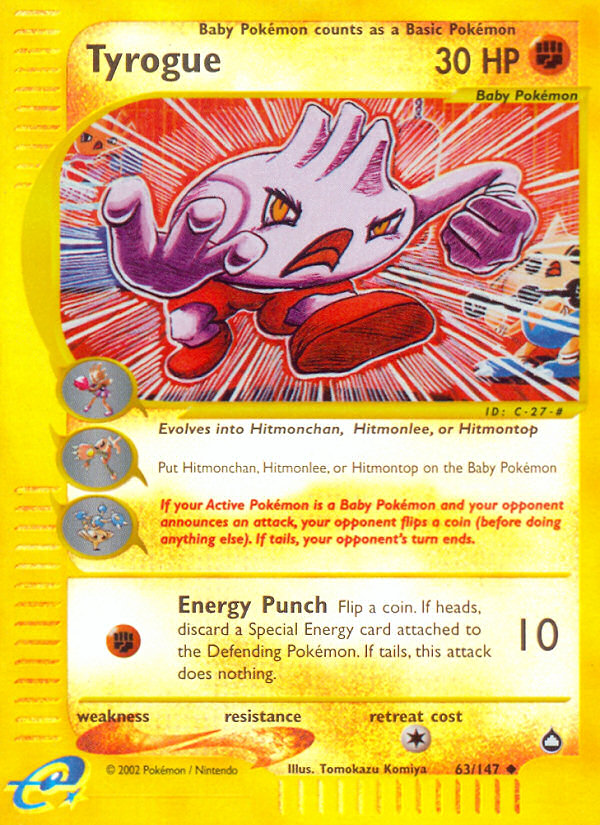 Baby Pokémon counts as a Basic Pokémon
Tyrogue
30 HP
Baby Pokémon
ID: C-27-#
Evolves into Hitmonchan, Hitmonlee, or Hitmontop
Put Hitmonchan, Hitmonlee, or Hitmontop on the Baby Pokémon
If your Active Pokémon is a Baby Pokémon and your opponent
announces an attack, your opponent flips a coin (before doing
anything else). If tails, your opponent's turn ends.
Energy Punch Flip a coin. If heads,
discard a Special Energy card attached to
the Defending Pokémon. If tails, this attack
does nothing.
10
weakness
resistance
retreat cost
© 2002 Pokémon / Nintendo
Illus. Tomokazu Komiya
63/147
e